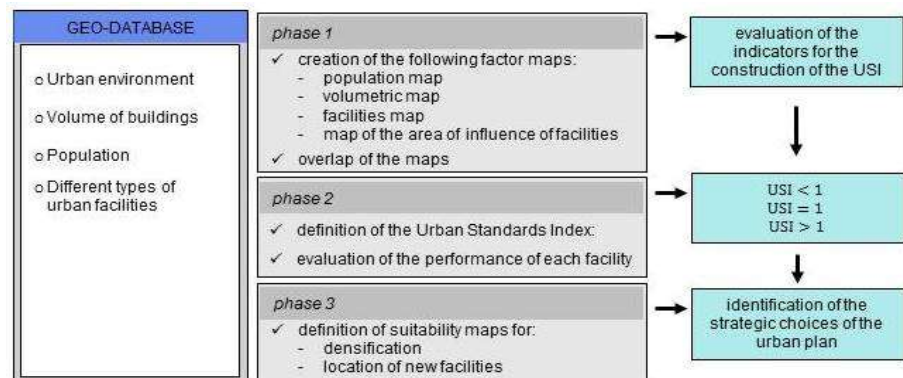 GEO-DATABASE
o Urban environment
o Volume of buildings
o Population
o Different types of
urban facilities
phase 1
✓ creation of the following factor maps:
- population map
- volumetric map
- facilities map
- map of the area of influence of facilities
✓ overlap of the maps
phase 2
✓ definition of the Urban Standards Index:
✓ evaluation of the performance of each facility
phase 3
✓ definition of suitability maps for:
- densification
- location of new facilities
evaluation of the
indicators for the
construction of the USI
USI < 1
USI = 1
USI > 1
identification of the
strategic choices of the
urban plan